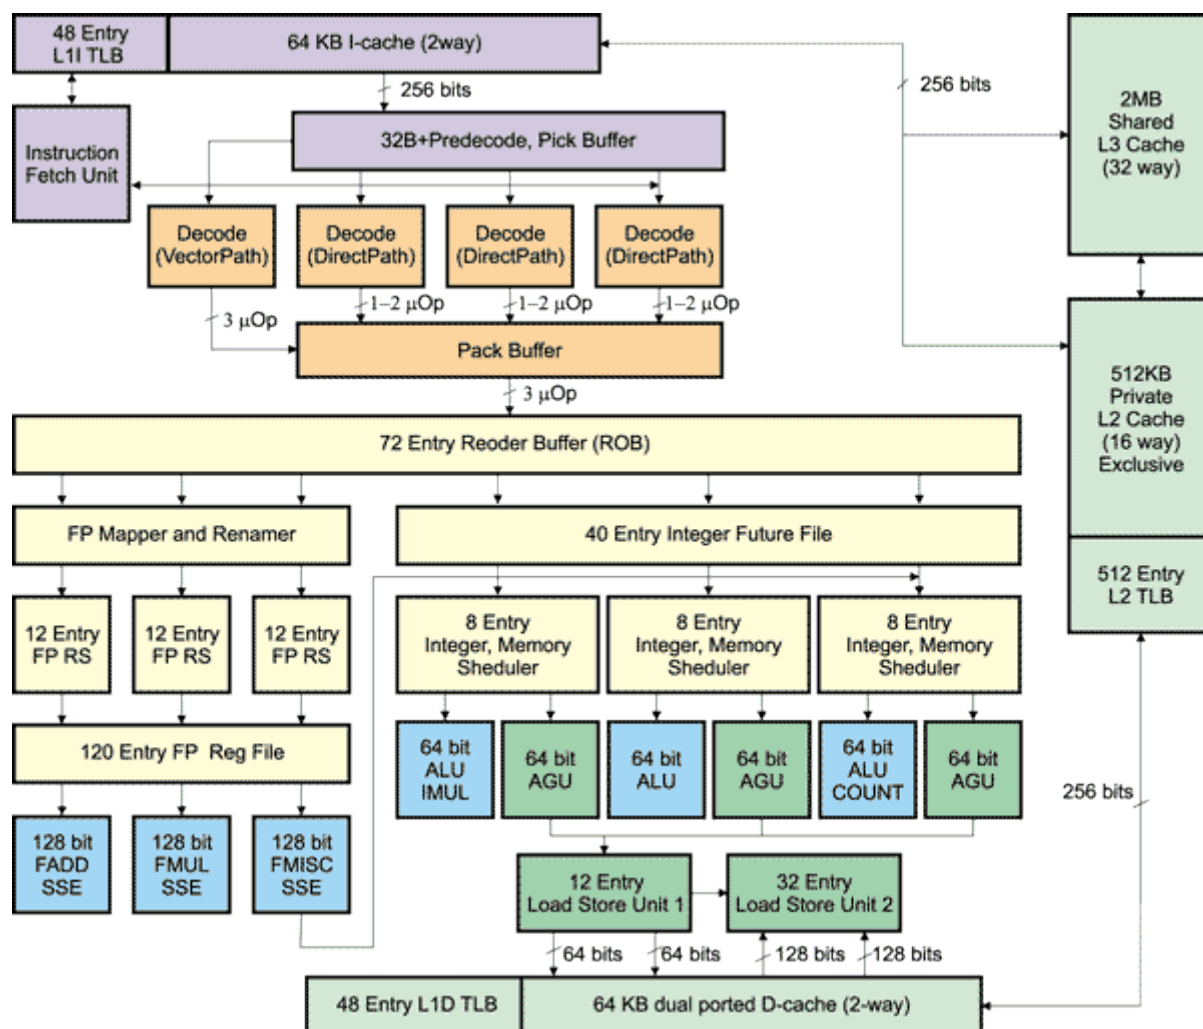 48 Entry
L1I TLB
64 KB I-cache (2way)
256 bits
256 bits
2MB
Shared
L3 Cache
(32 way)
32B+Predecode, Pick Buffer
Instruction
Fetch Unit
Decode
(VectorPath)
Decode
(DirectPath)
Decode
(DirectPath)
Decode
(DirectPath)
3 µOp
1–2 µOp
1–2 µOp
1–2 µOp
Pack Buffer
3 µOp
512KB
Private
L2 Cache
(16 way)
Exclusive
72 Entry Reoder Buffer (ROB)
FP Mapper and Renamer
40 Entry Integer Future File
512 Entry
L2 TLB
12 Entry
FP RS
12 Entry
FP RS
12 Entry
FP RS
8 Entry
Integer, Memory
Sheduler
8 Entry
Integer, Memory
Sheduler
8 Entry
Integer, Memory
Sheduler
120 Entry FP Reg File
64 bit
ALU
IMUL
64 bit
AGU
64 bit
ALU
64 bit
AGU
64 bit
ALU
COUNT
64 bit
AGU
256 bits
128 bit
FADD
SSE
128 bit
FMUL
SSE
128 bit
FMISC
SSE
12 Entry
Load Store Unit 1
32 Entry
Load Store Unit 2
64 bits
64 bits
128 bits
128 bits
48 Entry L1D TLB
64 KB dual ported D-cache (2-way)